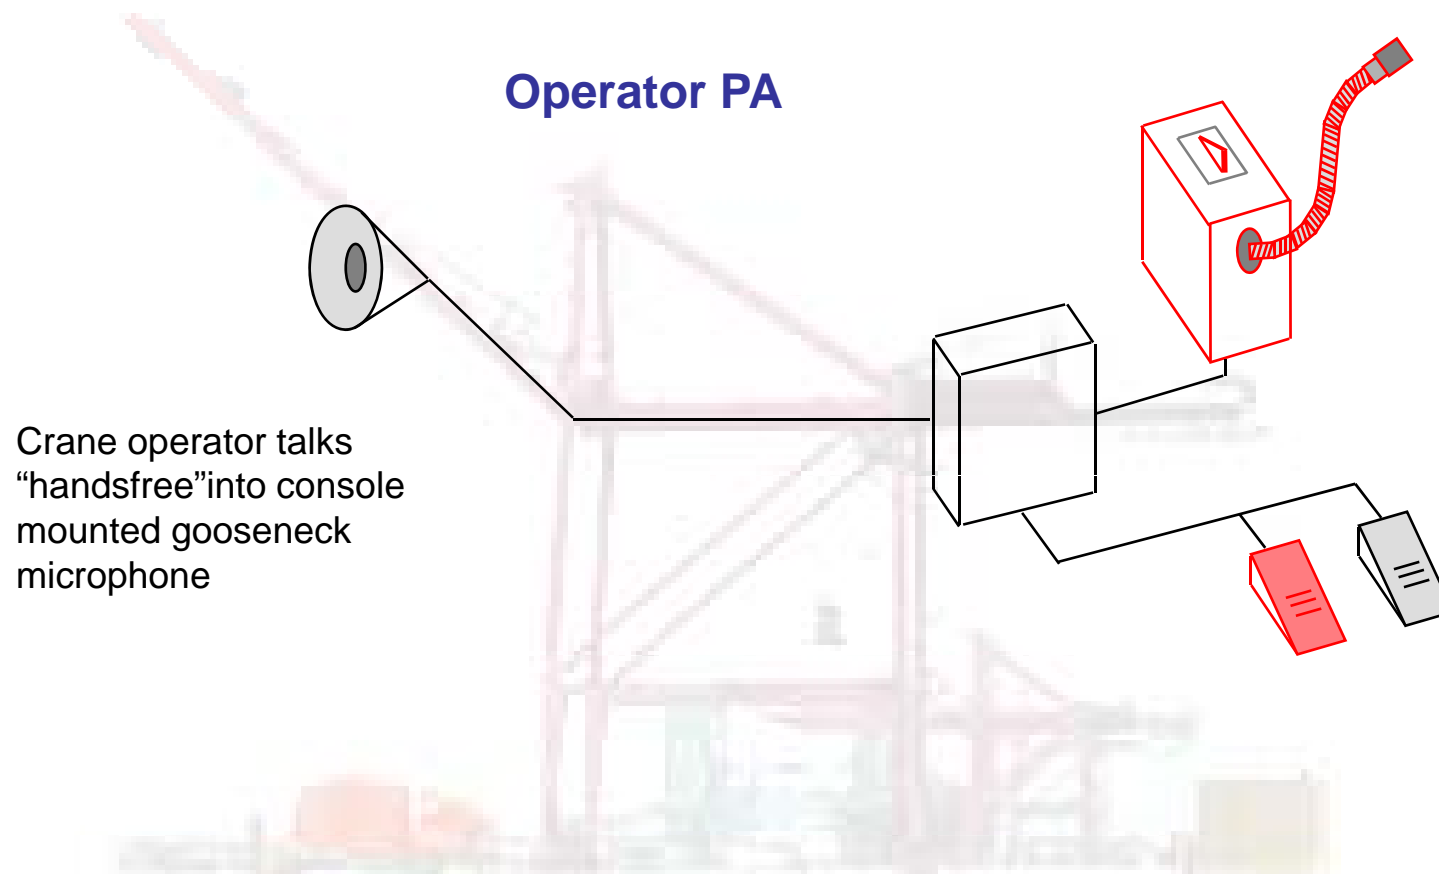 Operator PA
Crane operator talks
“handsfree”into console
mounted gooseneck
microphone